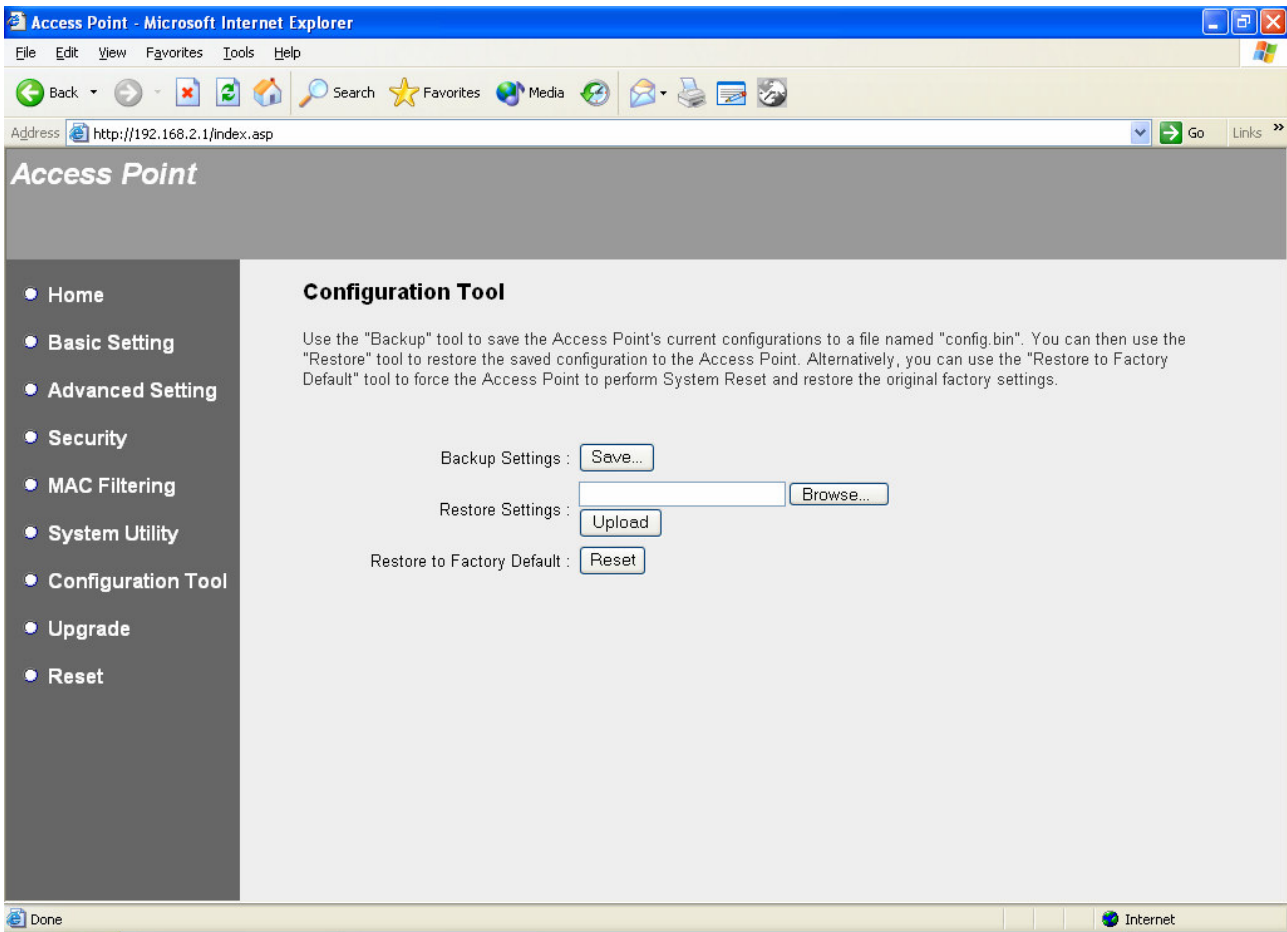 Access Point - Microsoft Internet Explorer
File Edit View Favorites Tools Help
Back Search Favorites Media
Address http://192.168.2.1/index.asp Go Links »
Access Point
Home
Basic Setting
Advanced Setting
Security
MAC Filtering
System Utility
Configuration Tool
Upgrade
Reset
Configuration Tool
Use the "Backup" tool to save the Access Point's current configurations to a file named "config.bin". You can then use the
"Restore" tool to restore the saved configuration to the Access Point. Alternatively, you can use the "Restore to Factory
Default" tool to force the Access Point to perform System Reset and restore the original factory settings.
Backup Settings : Save...
Browse...
Restore Settings :
Upload
Restore to Factory Default : Reset
Done Internet